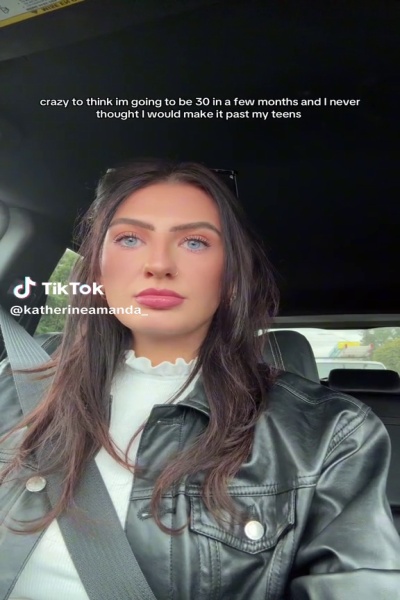 crazy to think im going to be 30 in a few months and I never
thought I would make it past my teens
TikTok
@katherineamanda_